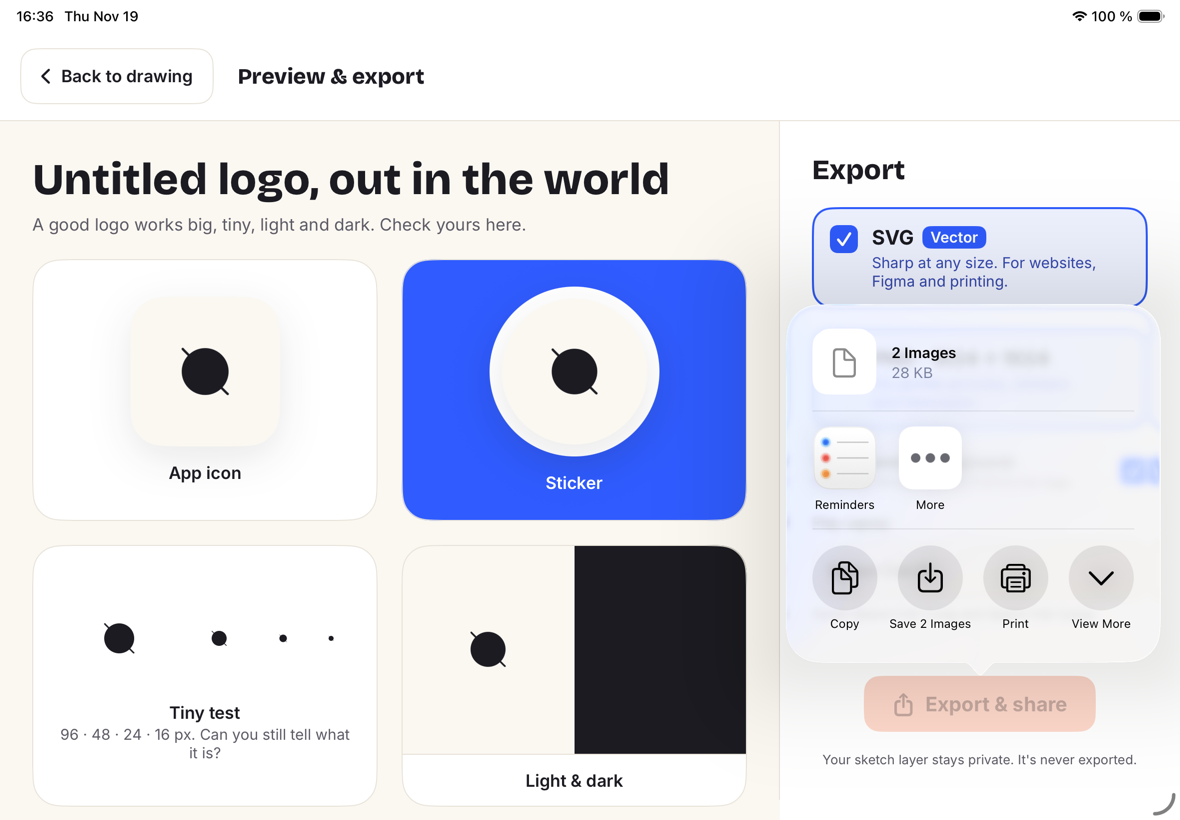 16:36 Thu Nov 19
100 %
Back to drawing
Preview & export
Untitled logo, out in the world
A good logo works big, tiny, light and dark. Check yours here.
App icon
Sticker
Tiny test
96 · 48 · 24 · 16 px. Can you still tell what
it is?
Light & dark
Export
SVG Vector
Sharp at any size. For websites,
Figma and printing.
2 Images
28 KB
Reminders
More
Copy
Save 2 Images
Print
View More
Export & share
Your sketch layer stays private. It's never exported.